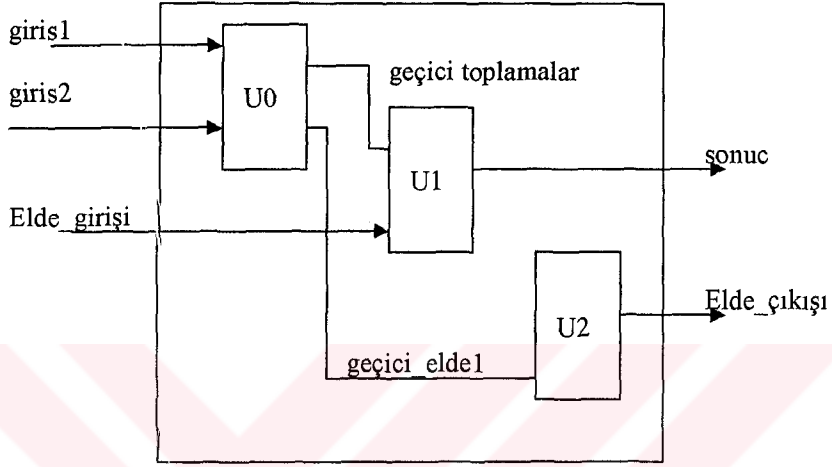 giris1
giris2
U0
geçici toplamalar
U1
sonuc
Elde_girişi
U2
Elde_çıkışı
geçici_elde1